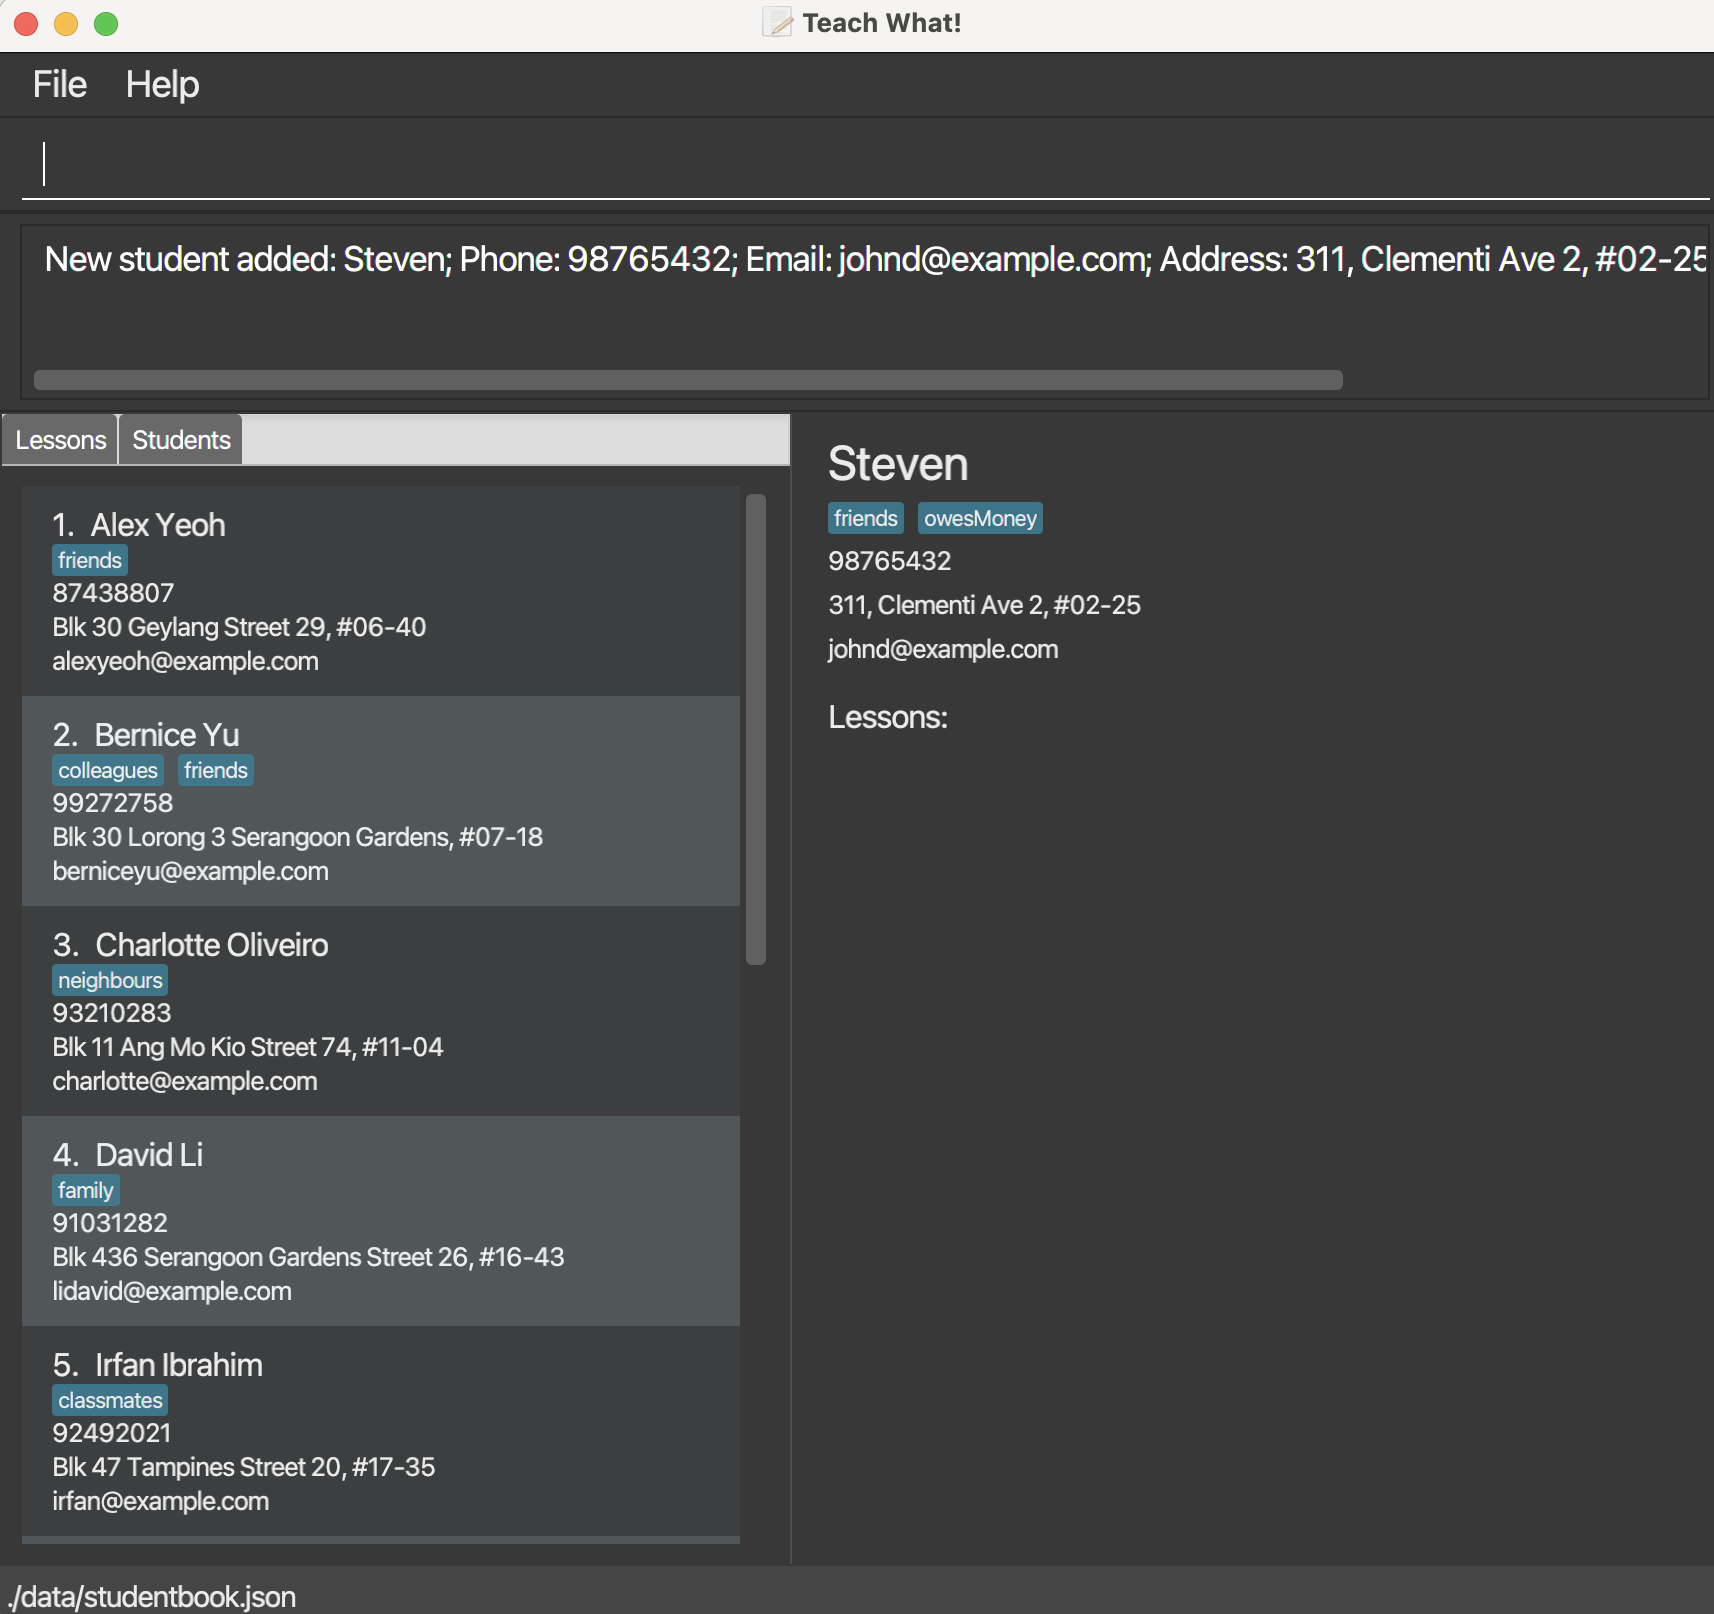 Teach What!
File Help
New student added: Steven; Phone: 98765432; Email: johnd@example.com; Address: 311, Clementi Ave 2, #02-25
Lessons Students
1. Alex Yeoh
friends
87438807
Blk 30 Geylang Street 29, #06-40
alexyeoh@example.com
2. Bernice Yu
colleagues friends
99272758
Blk 30 Lorong 3 Serangoon Gardens, #07-18
berniceyu@example.com
3. Charlotte Oliveiro
neighbours
93210283
Blk 11 Ang Mo Kio Street 74, #11-04
charlotte@example.com
4. David Li
family
91031282
Blk 436 Serangoon Gardens Street 26, #16-43
lidavid@example.com
5. Irfan Ibrahim
classmates
92492021
Blk 47 Tampines Street 20, #17-35
irfan@example.com
Steven
friends owesMoney
98765432
311, Clementi Ave 2, #02-25
johnd@example.com
Lessons:
./data/studentbook.json